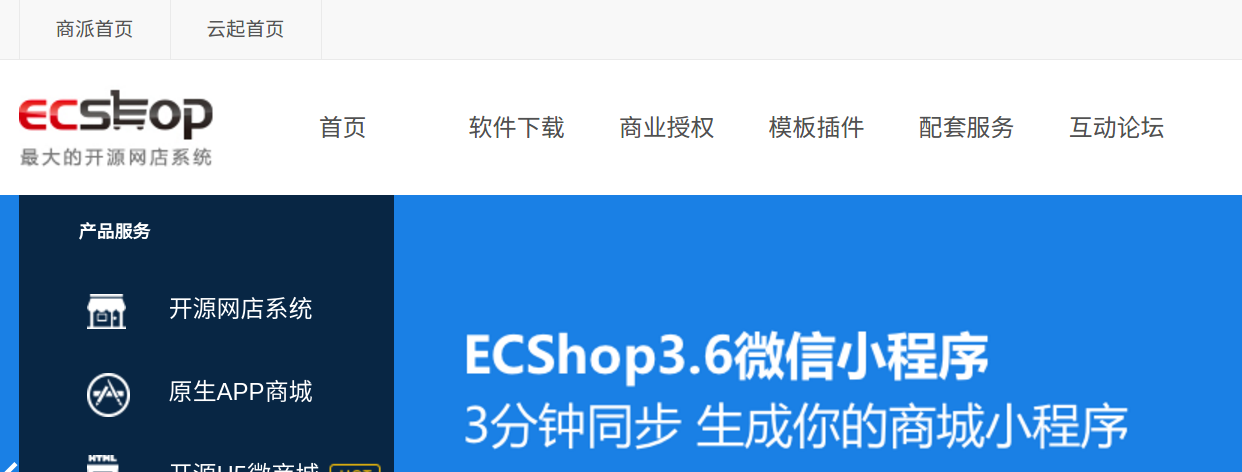 商派首页 云起首页
ECSHOP
最大的开源网店系统
首页 软件下载 商业授权 模板插件 配套服务 互动论坛
产品服务
开源网店系统
ECShop3.6微信小程序
原生APP商城
3分钟同步 生成你的商城小程序
HTML
开源H5微商城 HOT